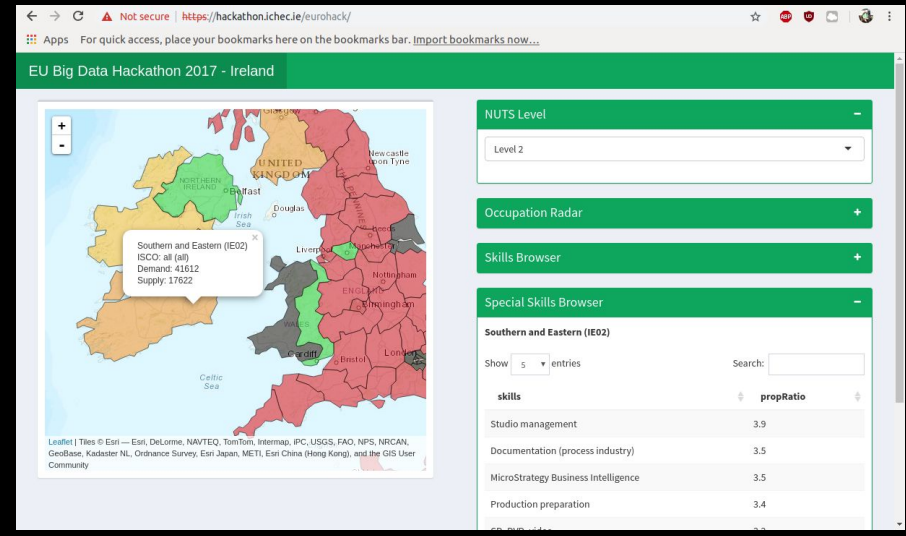 Not secure | https://hackathon.ichec.ie/eurohack/
ABP
Apps For quick access, place your bookmarks here on the bookmarks bar. Import bookmarks now...
EU Big Data Hackathon 2017 - Ireland
+
-
UNITED
KINGDOM
Newcastle
upon Tyne
NORTHERN
IRELAND
Belfast
Douglas
Irish
Sea
Leeds
Liverpool
Manchester
×
Southern and Eastern (IE02)
ISCO: all (all)
Demand: 41612
Supply: 17622
Nottingham
ENGLAND
Birmingham
WALES
Cardiff
Bristol
London
Celtic
Sea
Leaflet | Tiles © Esri — Esri, DeLorme, NAVTEQ, TomTom, Intermap, iPC, USGS, FAO, NPS, NRCAN,
GeoBase, Kadaster NL, Ordnance Survey, Esri Japan, METI, Esri China (Hong Kong), and the GIS User
Community
NUTS Level
Level 2
Occupation Radar
Skills Browser
Special Skills Browser
Southern and Eastern (IE02)
Show 5 entries Search:
skills propRatio
Studio management 3.9
Documentation (process industry) 3.5
MicroStrategy Business Intelligence 3.5
Production preparation 3.4